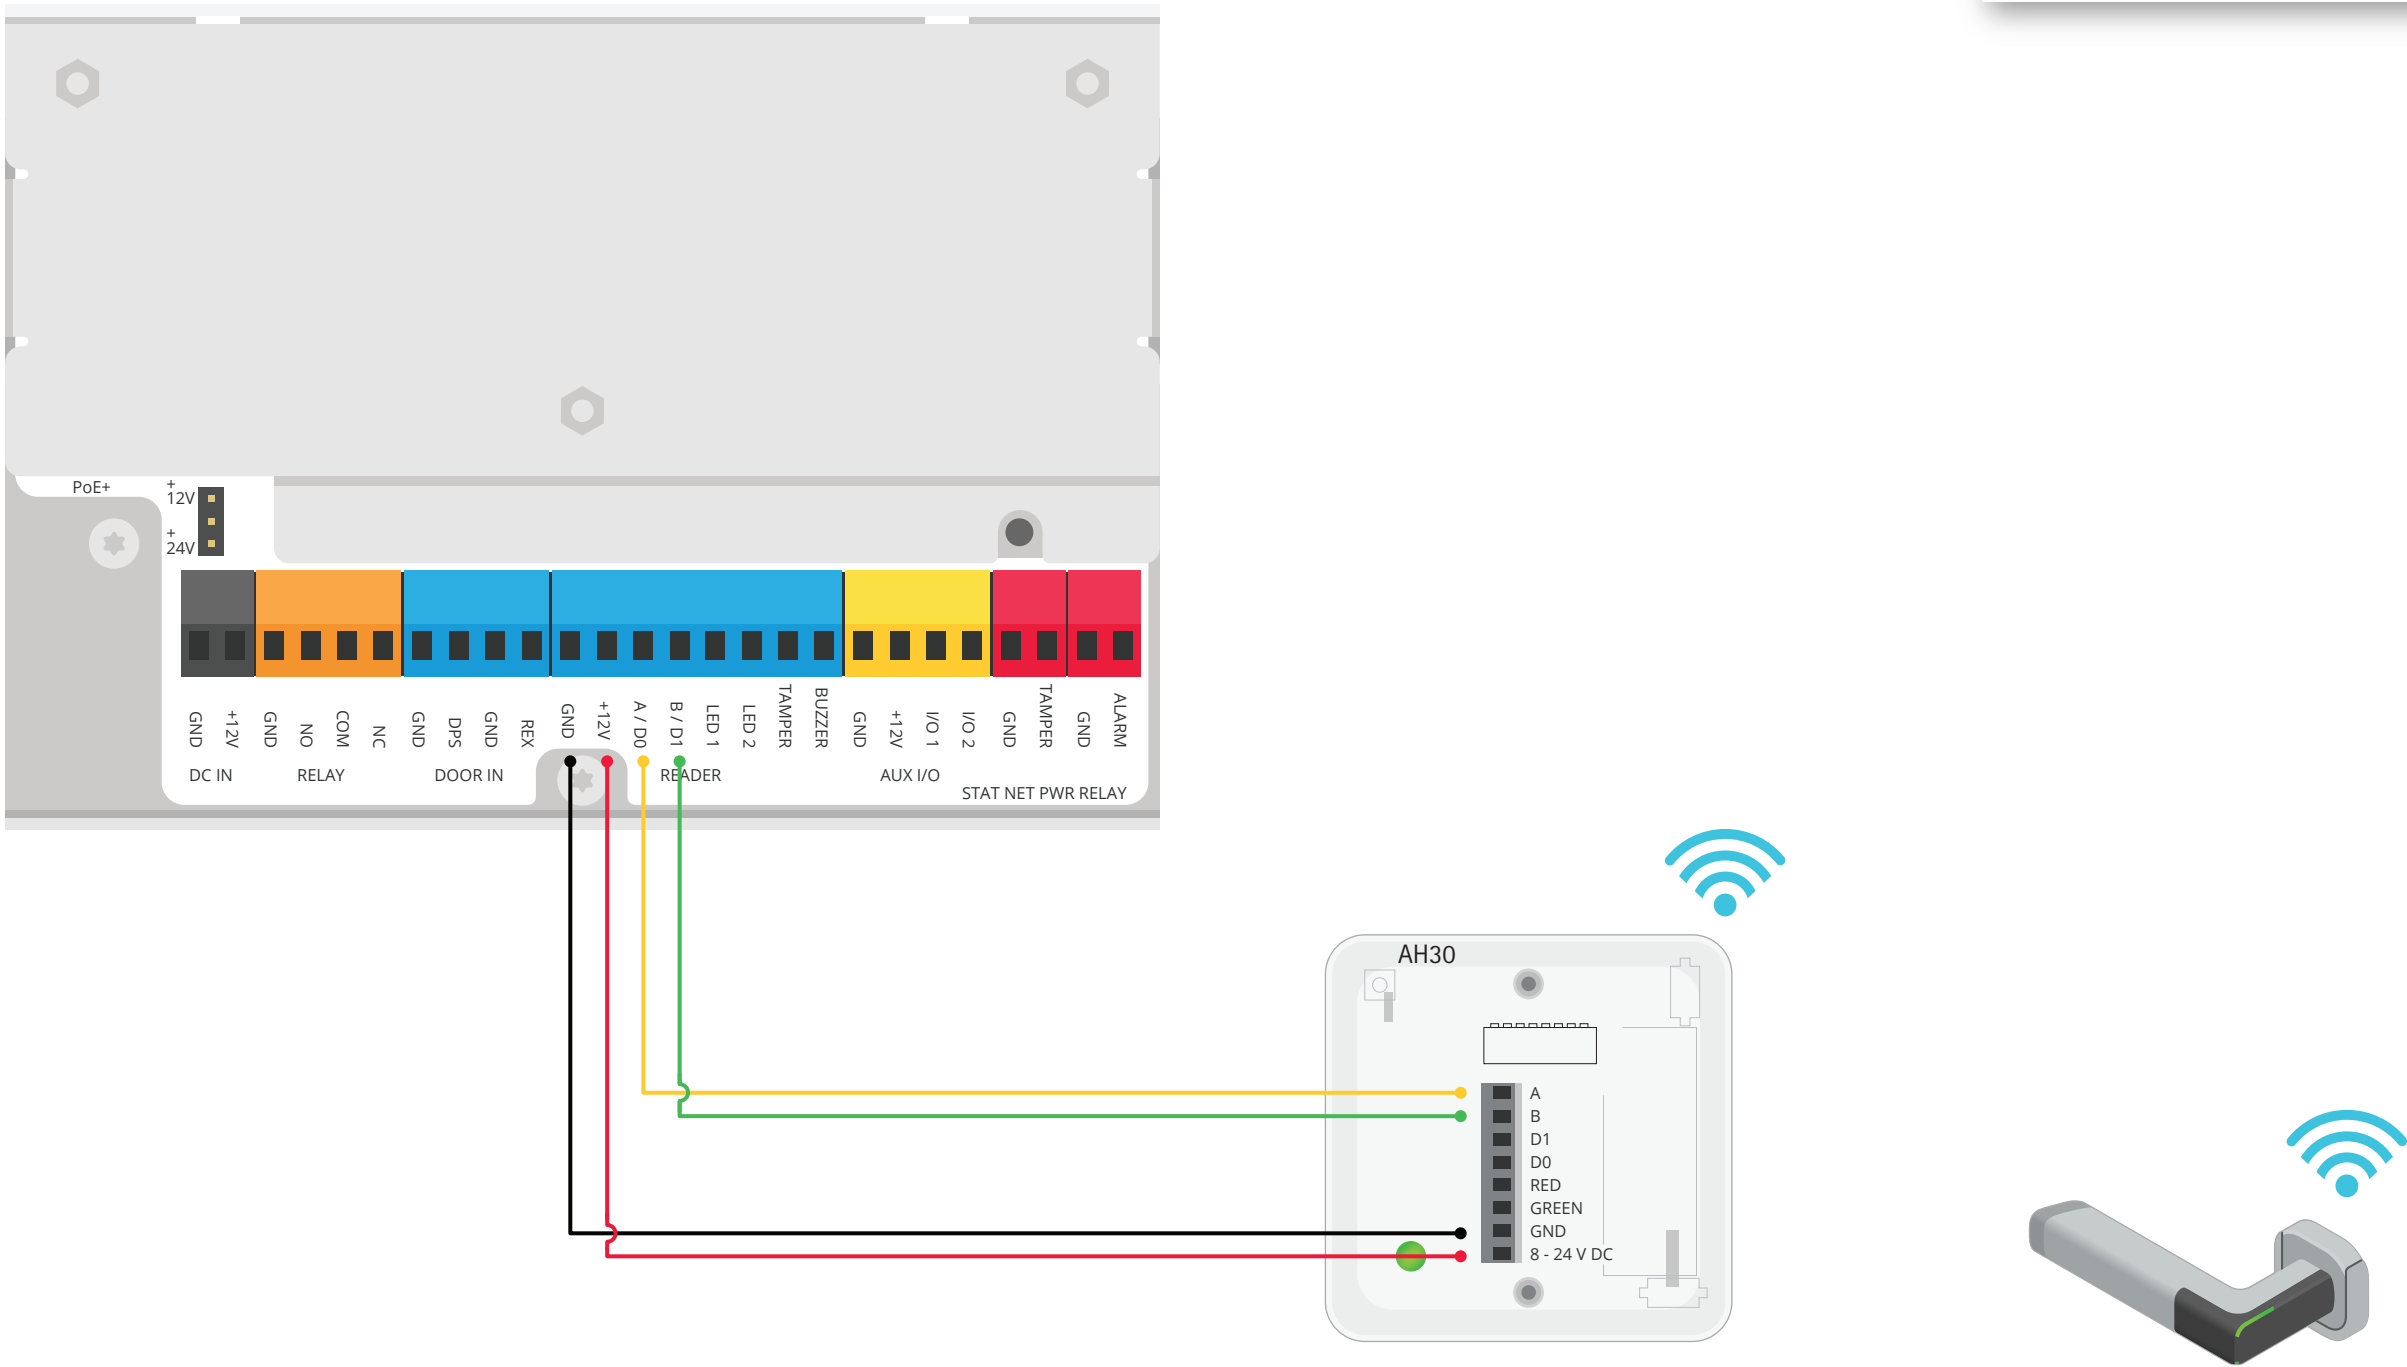 PoE+
+
12V
+
24V
GND +12V GND NO COM NC GND DPS GND REX GND +12V A / D0 B / D1 LED 1 LED 2 TAMPER BUZZER GND +12V I/O 1 I/O 2 GND TAMPER GND ALARM
DC IN RELAY DOOR IN READER AUX I/O
STAT NET PWR RELAY
AH30
A
B
D1
D0
RED
GREEN
GND
8 - 24 V DC